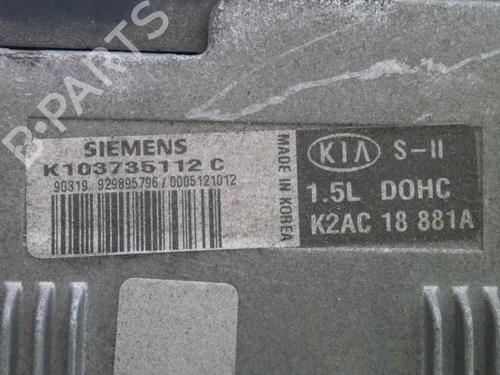 B-PARTS
SIEMENS
K103735112 C
90319 929895796 / 0005121012
MADE IN KOREA
KIA S-II
1.5L DOHC
K2AC 18 881A